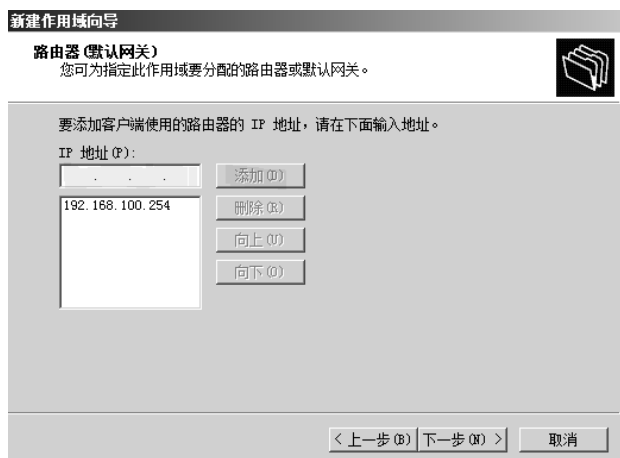 新建作用域向导
路由器(默认网关)
您可为指定此作用域要分配的路由器或默认网关。
要添加客户端使用的路由器的 IP 地址，请在下面输入地址。
IP 地址(P):
. . . 添加(D)
192.168.100.254 删除(R)
向上(U)
向下(O)
< 上一步(B) 下一步(N) > 取消